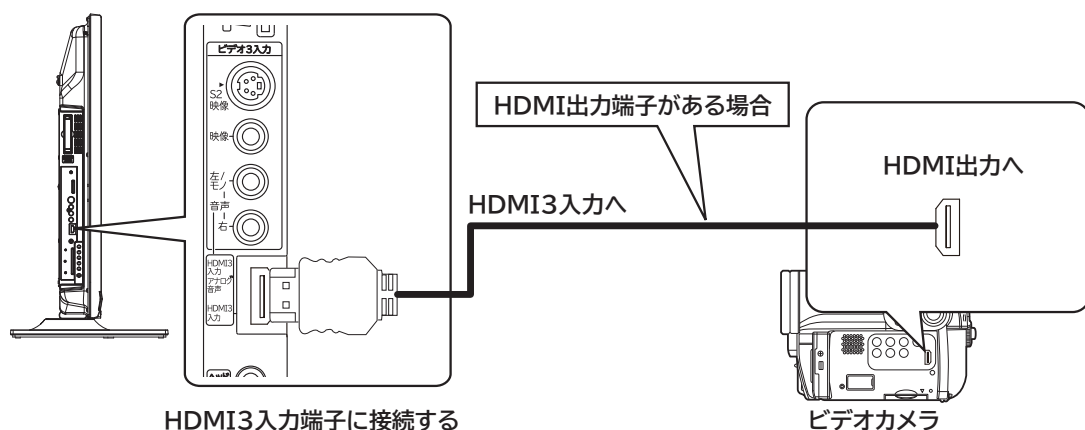 ビデオ3入力
S2
映像
映像
左/
モノ
音声
右
HDMI3
入力
アナログ
音声
HDMI3
入力
HDMI3入力端子に接続する
HDMI出力端子がある場合
HDMI3入力へ
HDMI出力へ
ビデオカメラ